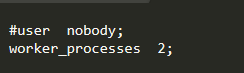 #user  nobody;
worker_processes  2;